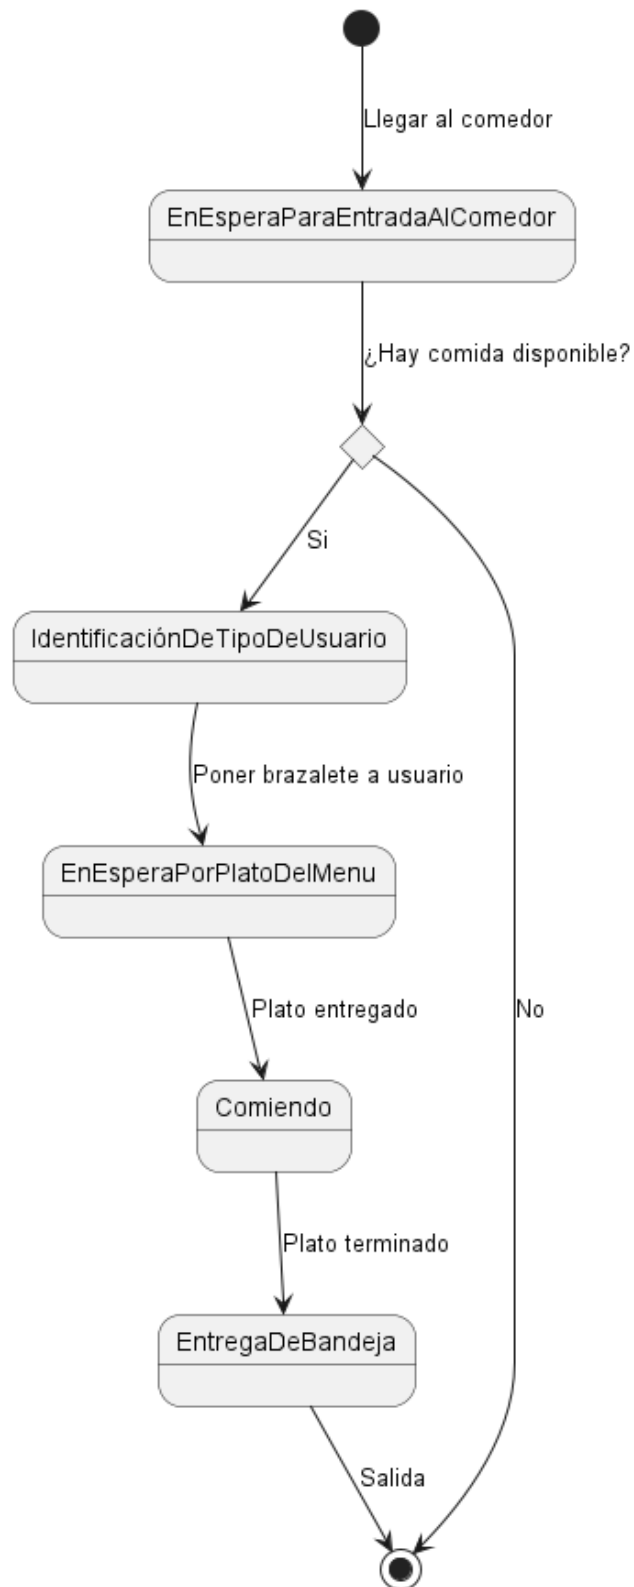 Llegar al comedor
EnEsperaParaEntradaAlComedor
¿Hay comida disponible?
Si
IdentificaciónDeTipoDeUsuario
Poner brazalete a usuario
EnEsperaPorPlatoDelMenu
Plato entregado
No
Comiendo
Plato terminado
EntregaDeBandeja
Salida